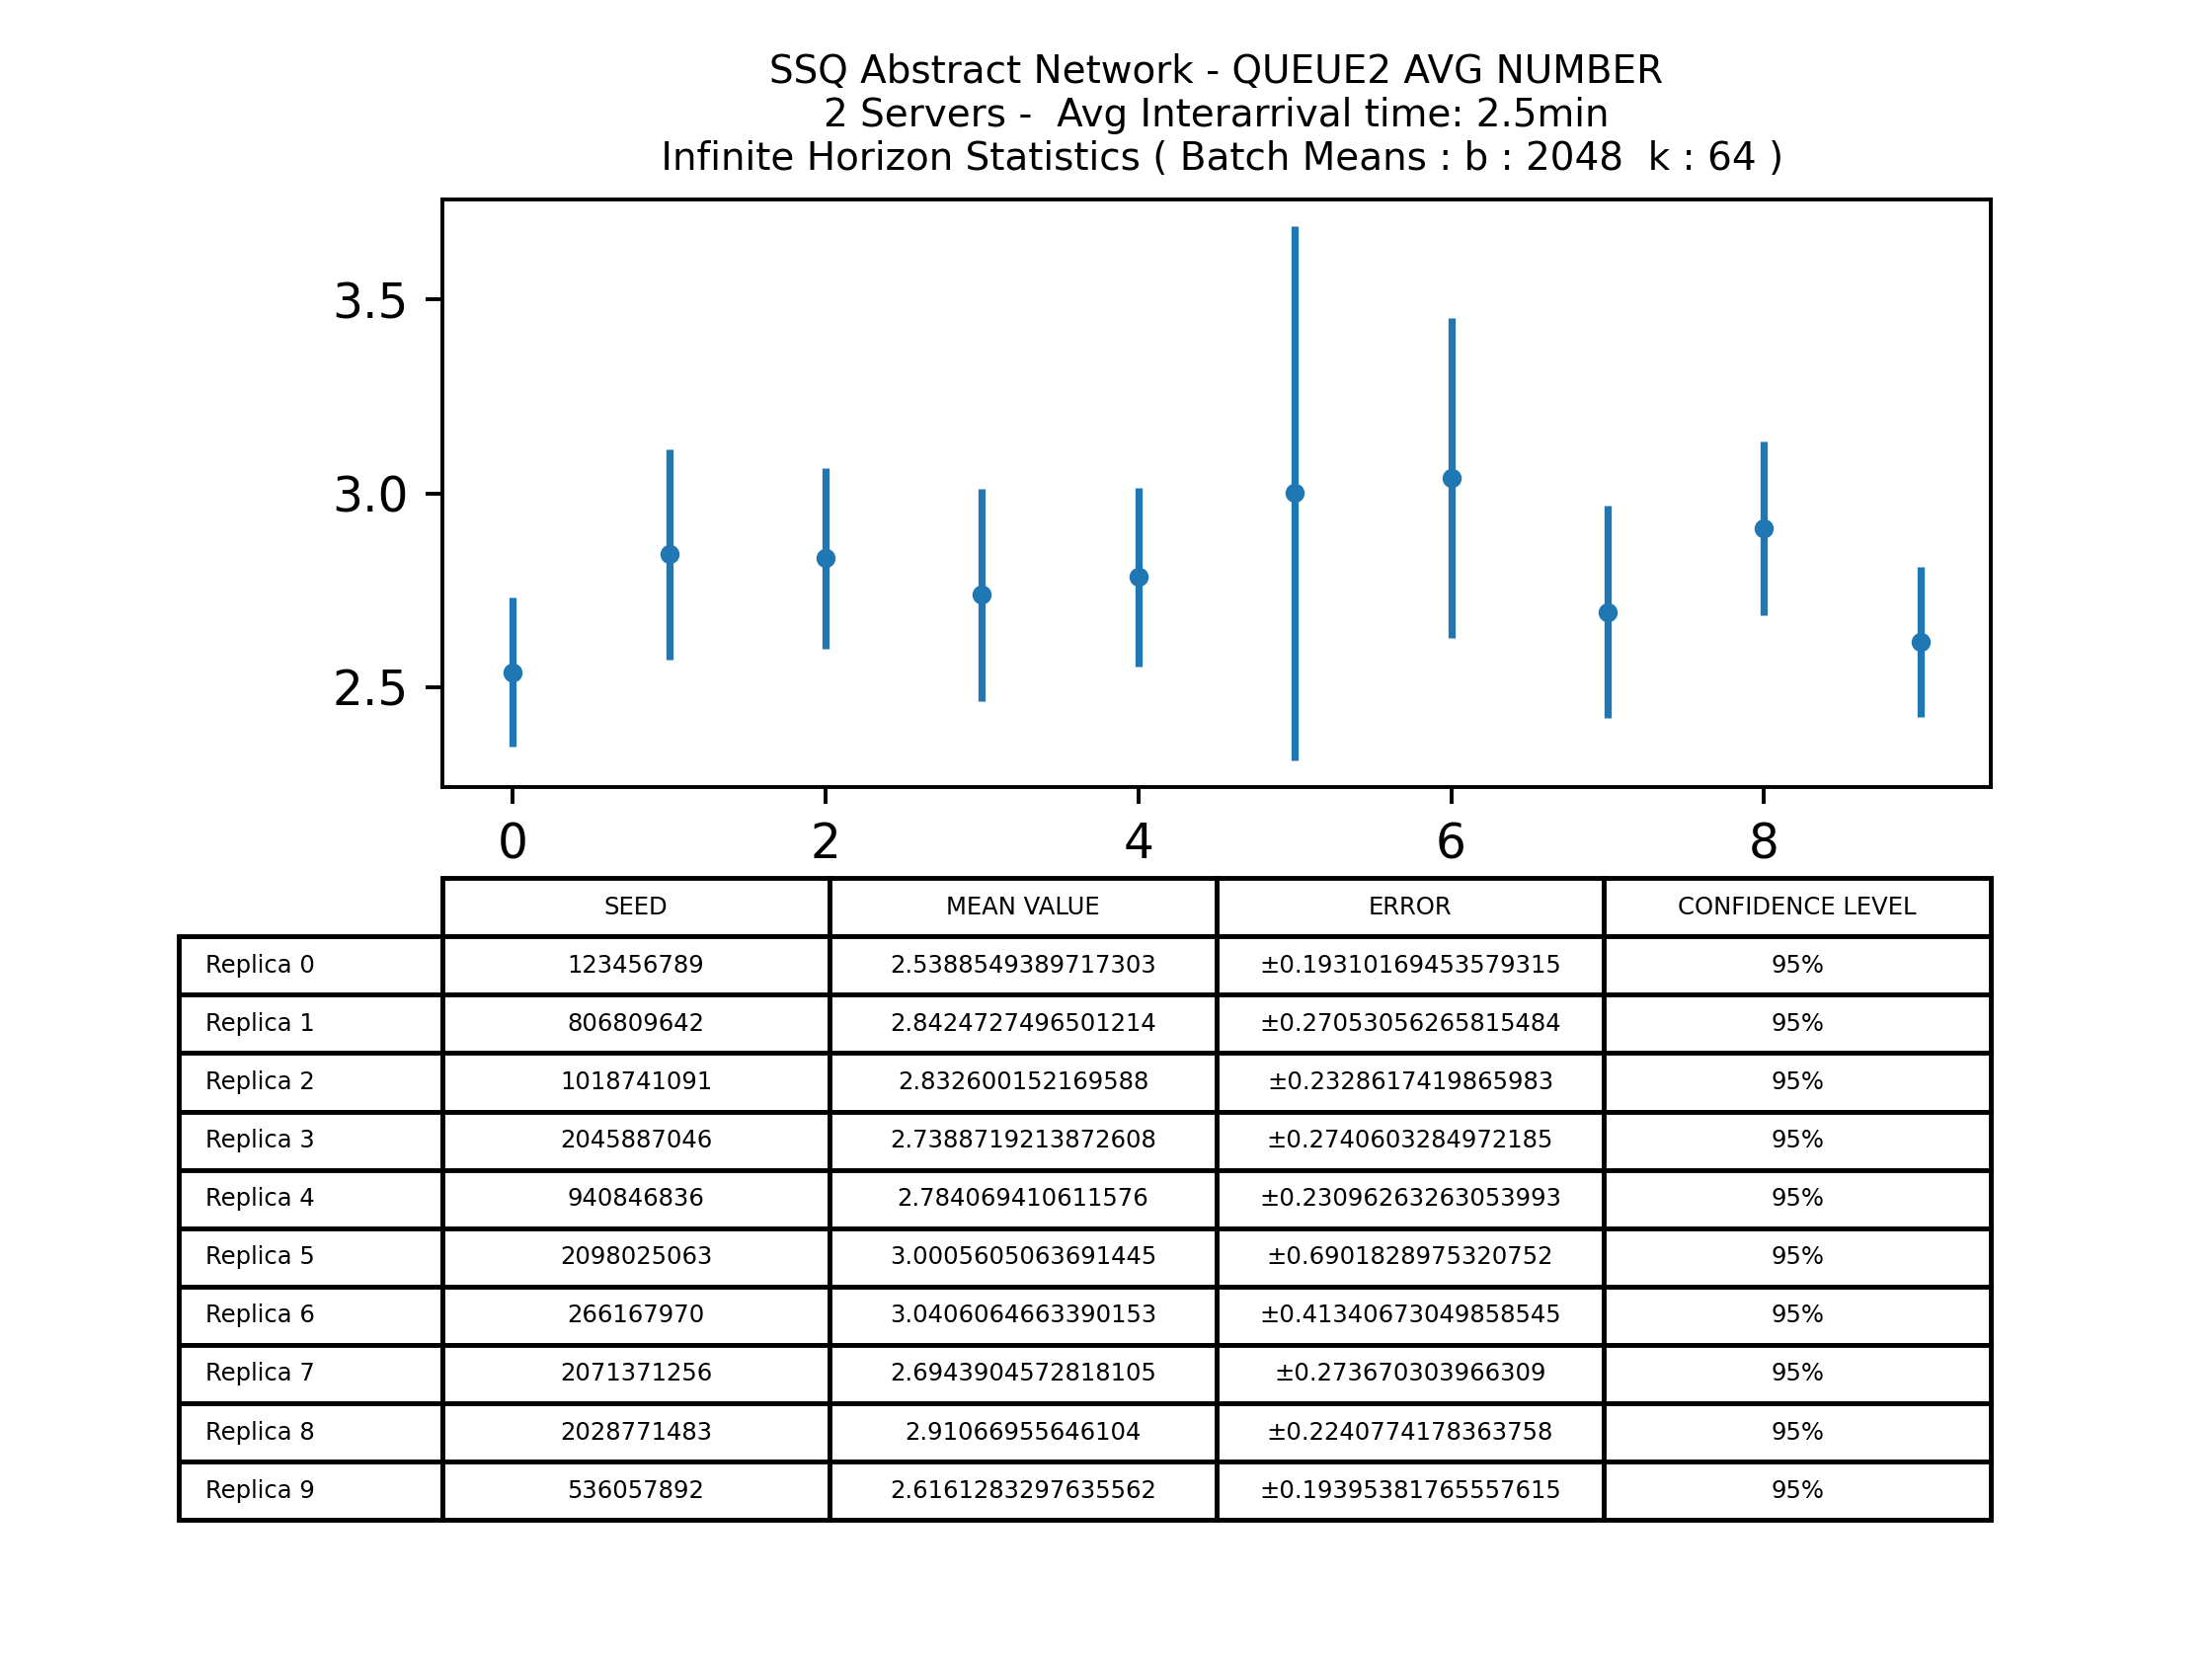 SSQ Abstract Network - QUEUE2 AVG NUMBER
2 Servers -  Avg Interarrival time: 2.5min
Infinite Horizon Statistics ( Batch Means : b : 2048  k : 64 )
3.5
3.0
2.5
0 2 4 6 8
SEED MEAN VALUE ERROR CONFIDENCE LEVEL
Replica 0 123456789 2.5388549389717303 ±0.19310169453579315 95%
Replica 1 806809642 2.8424727496501214 ±0.27053056265815484 95%
Replica 2 1018741091 2.832600152169588 ±0.2328617419865983 95%
Replica 3 2045887046 2.7388719213872608 ±0.2740603284972185 95%
Replica 4 940846836 2.784069410611576 ±0.23096263263053993 95%
Replica 5 2098025063 3.0005605063691445 ±0.6901828975320752 95%
Replica 6 266167970 3.0406064663390153 ±0.41340673049858545 95%
Replica 7 2071371256 2.6943904572818105 ±0.273670303966309 95%
Replica 8 2028771483 2.91066955646104 ±0.2240774178363758 95%
Replica 9 536057892 2.6161283297635562 ±0.19395381765557615 95%